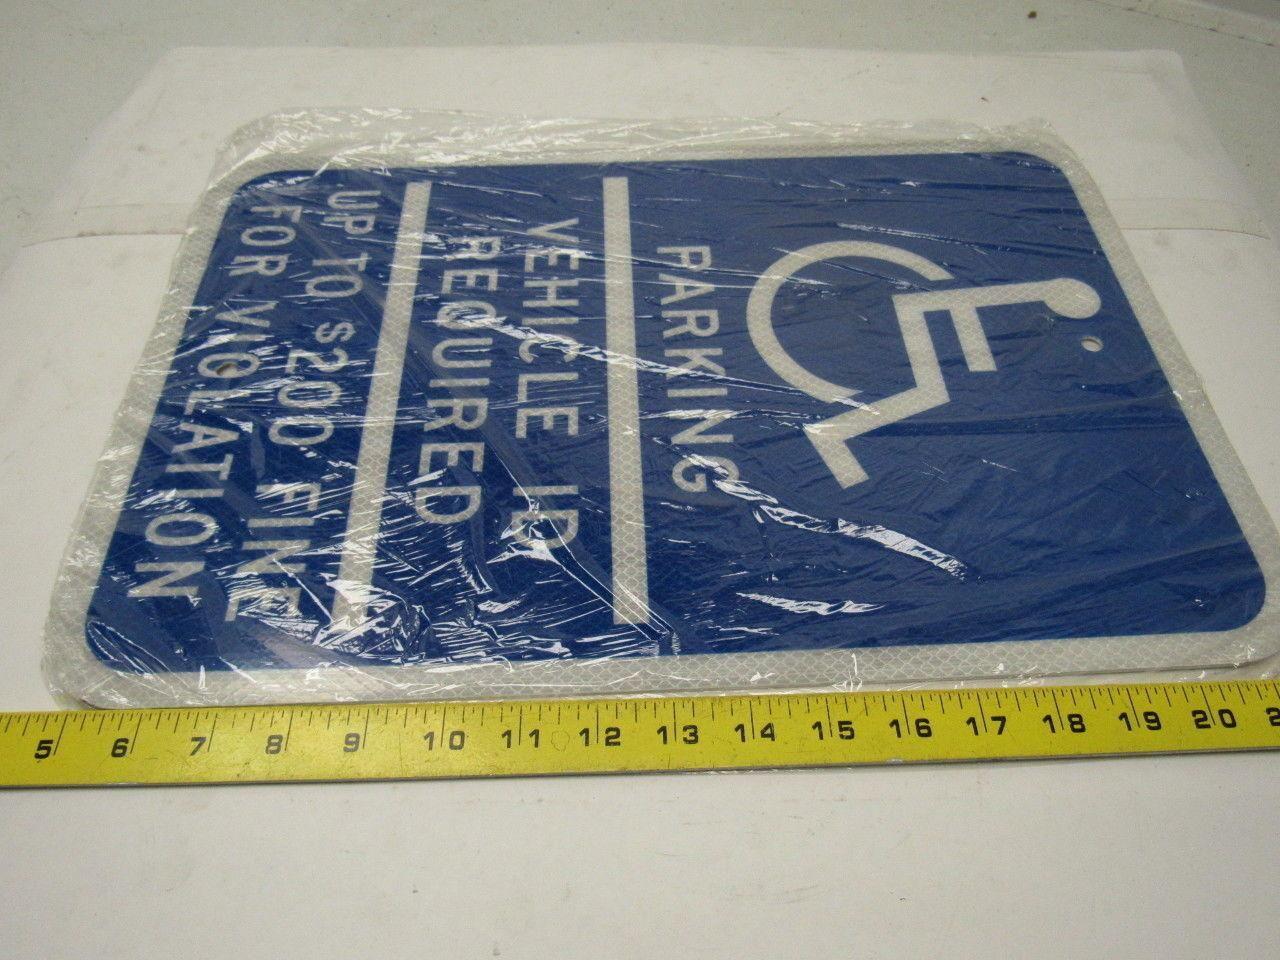 PARKING
VEHICLE ID
REQUIRED
UP TO $200 FINE
FOR VIOLATION
5 6 7 8 9 10 11 12 13 14 15 16 17 18 19 20 2